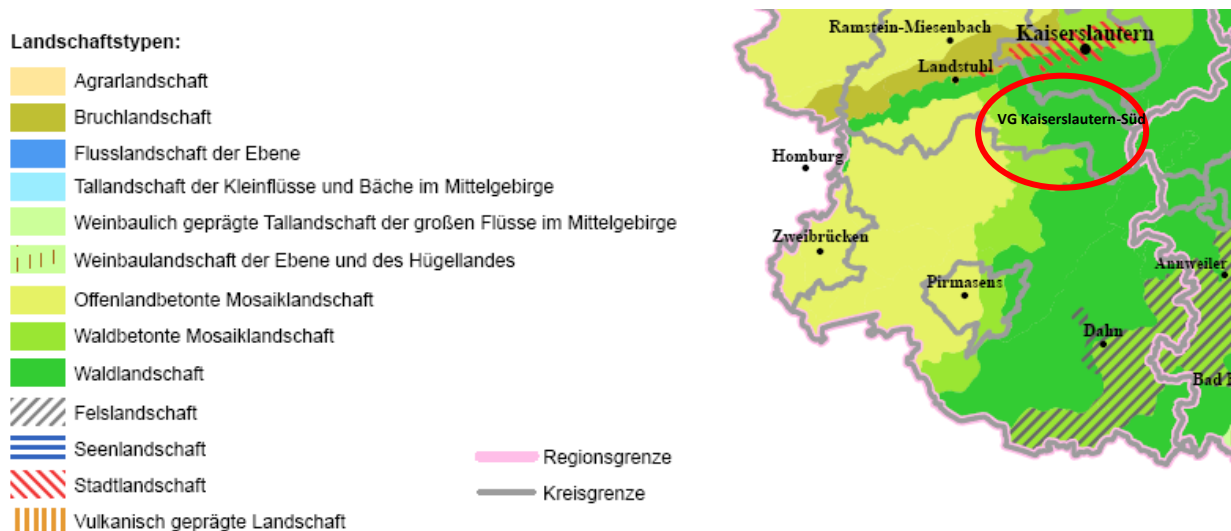 Landschaftstypen:
Agrarlandschaft
Bruchlandschaft
Flusslandschaft der Ebene
Tallandschaft der Kleinflüsse und Bäche im Mittelgebirge
Weinbaulich geprägte Tallandschaft der großen Flüsse im Mittelgebirge
Weinbaulandschaft der Ebene und des Hügellandes
Offenlandbetonte Mosaiklandschaft
Waldbetonte Mosaiklandschaft
Waldlandschaft
Felslandschaft
Seenlandschaft
Stadtlandschaft
Vulkanisch geprägte Landschaft
Regionsgrenze
Kreisgrenze
Ramstein-Miesenbach
Kaiserslautern
Landstuhl
VG Kaiserslautern-Süd
Homburg
Zweibrücken
Annweiler
Pirmasens
Dahn
Bad